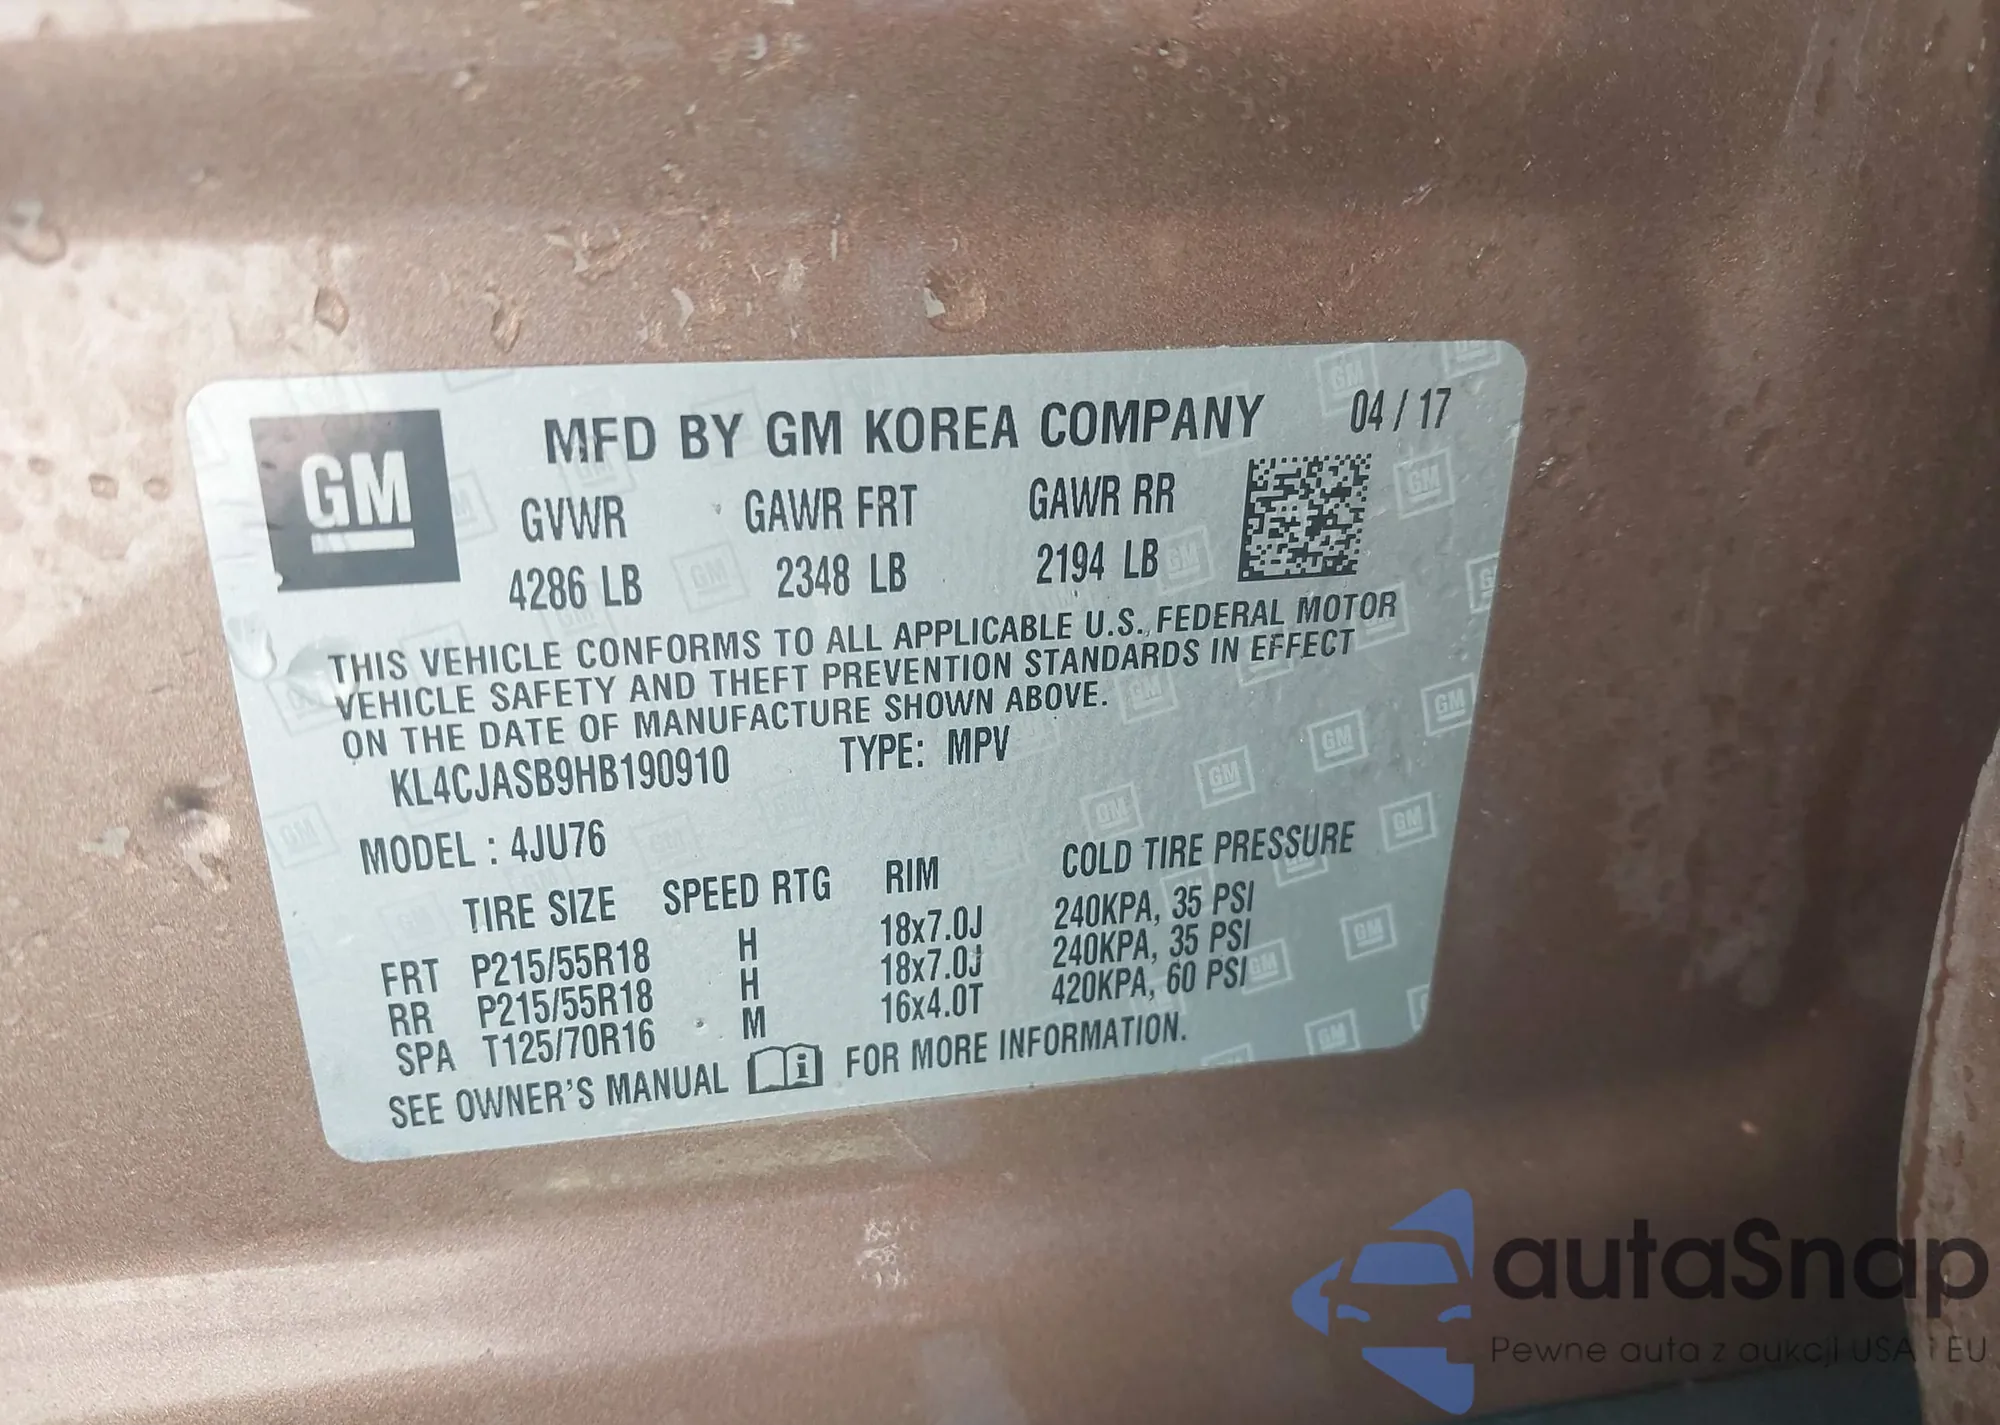 GM
MFD BY GM KOREA COMPANY 04 / 17
GVWR GAWR FRT GAWR RR
4286 LB 2348 LB 2194 LB
THIS VEHICLE CONFORMS TO ALL APPLICABLE U.S. FEDERAL MOTOR
VEHICLE SAFETY AND THEFT PREVENTION STANDARDS IN EFFECT
ON THE DATE OF MANUFACTURE SHOWN ABOVE.
KL4CJASB9HB190910 TYPE: MPV
MODEL : 4JU76
TIRE SIZE SPEED RTG RIM COLD TIRE PRESSURE
FRT P215/55R18 H 18x7.0J 240KPA, 35 PSI
RR P215/55R18 H 18x7.0J 240KPA, 35 PSI
SPA T125/70R16 M 16x4.0T 420KPA, 60 PSI
SEE OWNER'S MANUAL FOR MORE INFORMATION.
autaSnap
Pewne auta z aukcji USA i EU